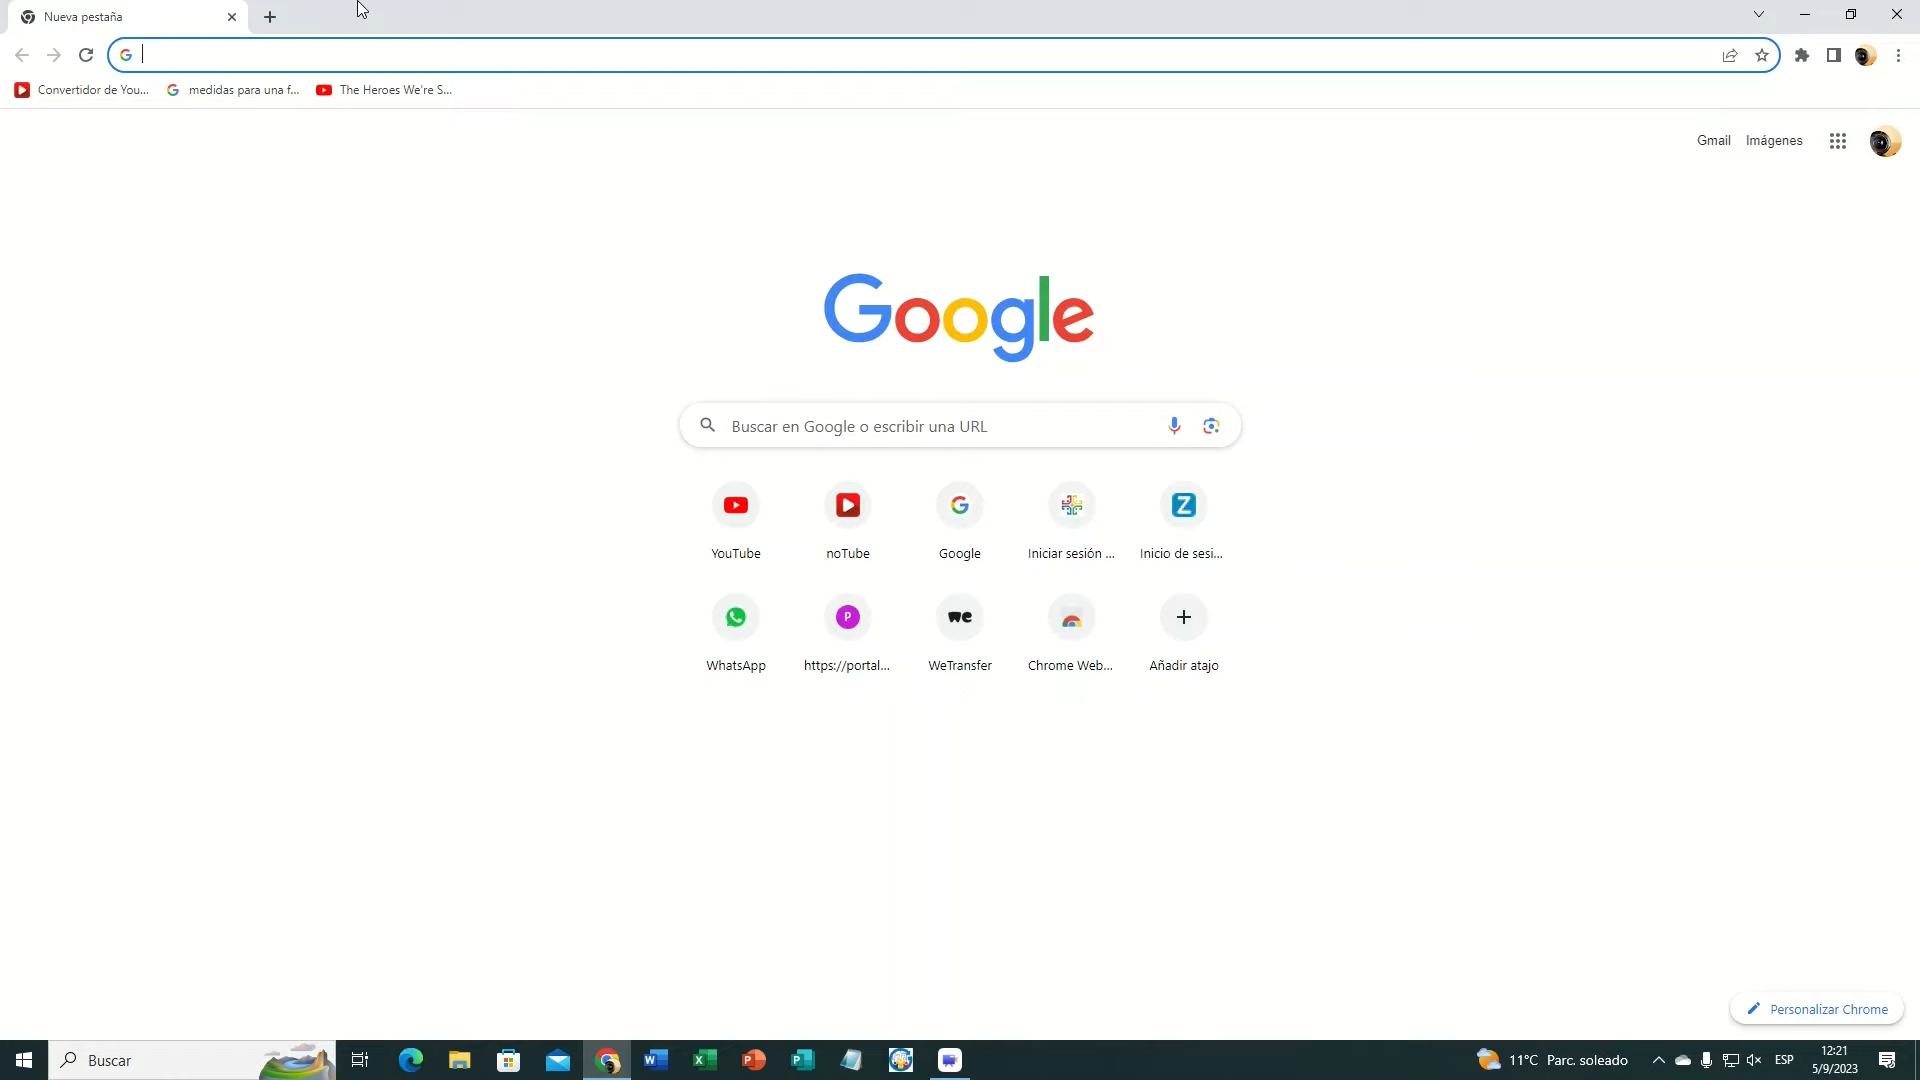 Nueva pestaña
Convertidor de You...
medidas para una f...
The Heroes We're S...
Gmail
Imágenes
Google
Buscar en Google o escribir una URL
YouTube
noTube
Google
Iniciar sesión ...
Inicio de sesi...
WhatsApp
https://portal...
WeTransfer
Chrome Web...
Añadir atajo
Personalizar Chrome
Buscar
11°C Parc. soleado
ESP
12:21
5/9/2023